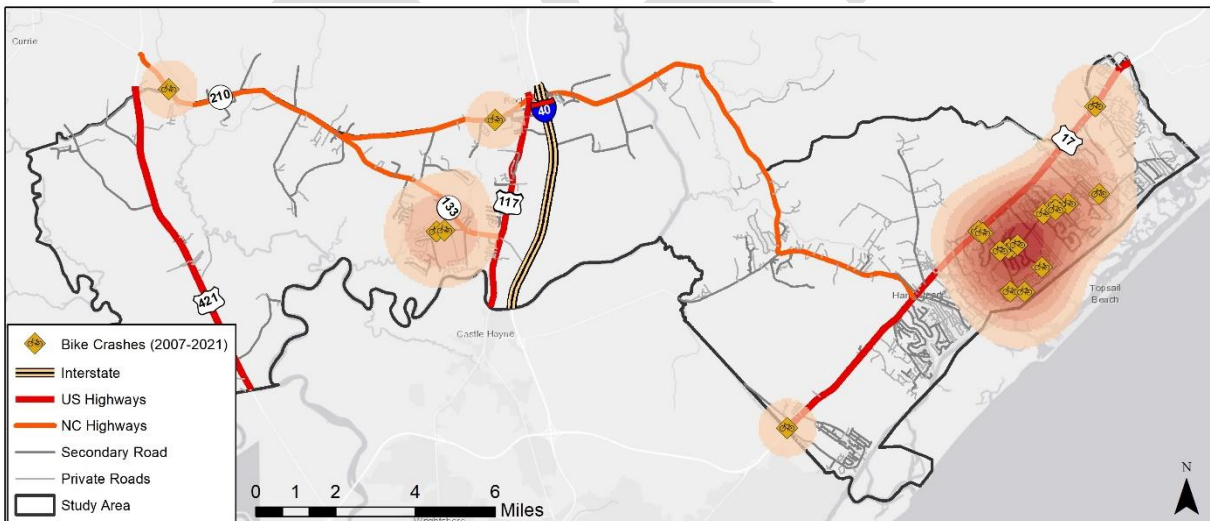 Currie
210
40
17
133
117
421
Topsail
Beach
Castle Hayne
Bike Crashes (2007-2021)
Interstate
US Highways
NC Highways
Secondary Road
Private Roads
Study Area
0 1 2 4 6
Miles
N